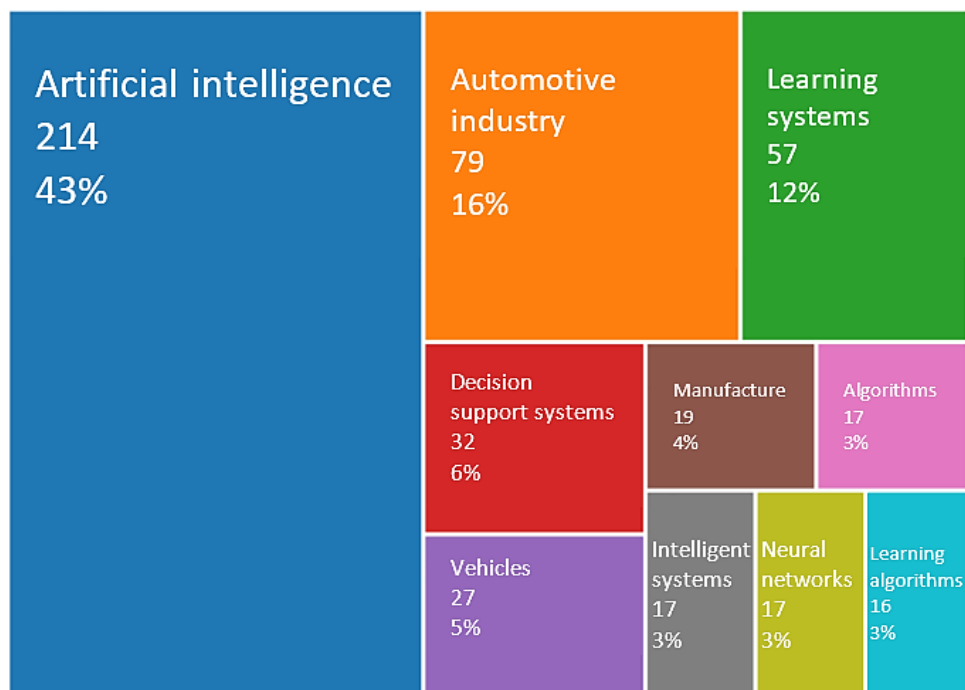 Artificial intelligence
214
43%
Automotive
industry
79
16%
Learning
systems
57
12%
Decision
support systems
32
6%
Manufacture
19
4%
Algorithms
17
3%
Vehicles
27
5%
Intelligent
systems
17
3%
Neural
networks
17
3%
Learning
algorithms
16
3%